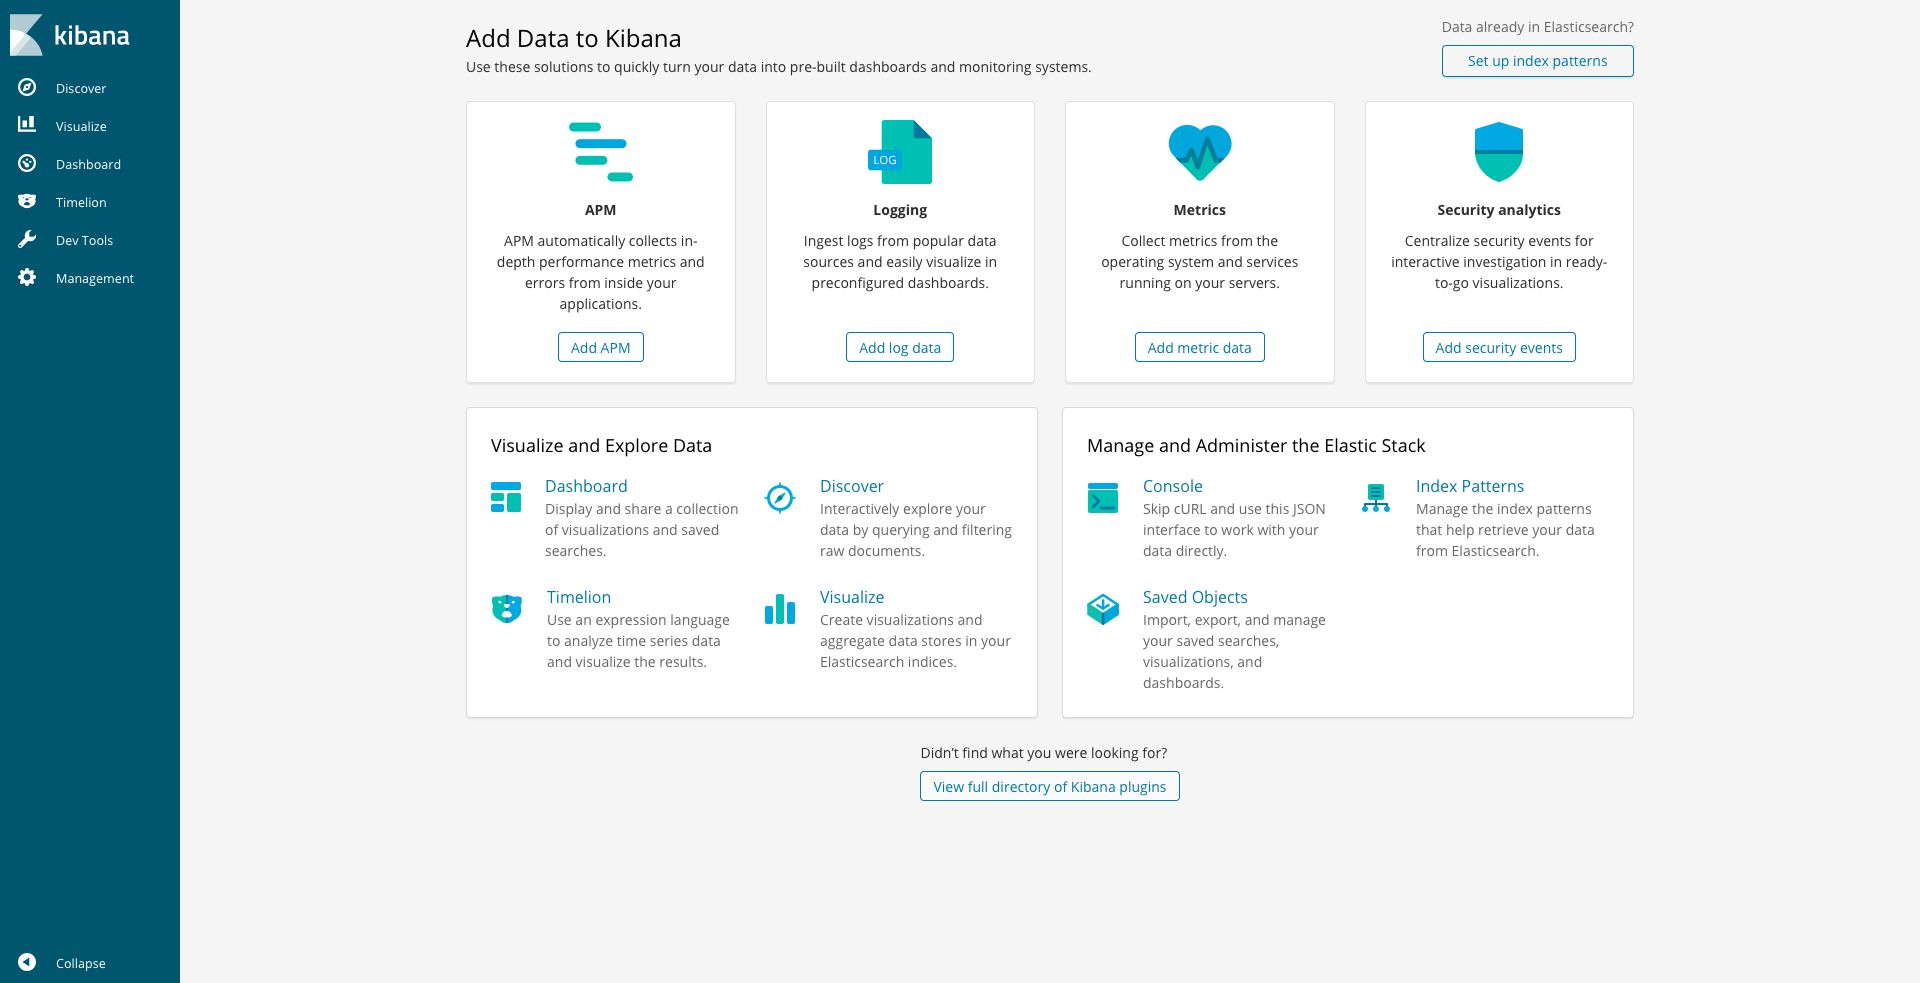 kibana
Discover
Visualize
Dashboard
Timelion
Dev Tools
Management
Collapse
Add Data to Kibana
Use these solutions to quickly turn your data into pre-built dashboards and monitoring systems.
Data already in Elasticsearch?
Set up index patterns
APM
APM automatically collects in-
depth performance metrics and
errors from inside your
applications.
Add APM
LOG
Logging
Ingest logs from popular data
sources and easily visualize in
preconfigured dashboards.
Add log data
Metrics
Collect metrics from the
operating system and services
running on your servers.
Add metric data
Security analytics
Centralize security events for
interactive investigation in ready-
to-go visualizations.
Add security events
Visualize and Explore Data
Dashboard
Display and share a collection
of visualizations and saved
searches.
Discover
Interactively explore your
data by querying and filtering
raw documents.
Timelion
Use an expression language
to analyze time series data
and visualize the results.
Visualize
Create visualizations and
aggregate data stores in your
Elasticsearch indices.
Manage and Administer the Elastic Stack
Console
Skip cURL and use this JSON
interface to work with your
data directly.
Index Patterns
Manage the index patterns
that help retrieve your data
from Elasticsearch.
Saved Objects
Import, export, and manage
your saved searches,
visualizations, and
dashboards.
Didn’t find what you were looking for?
View full directory of Kibana plugins